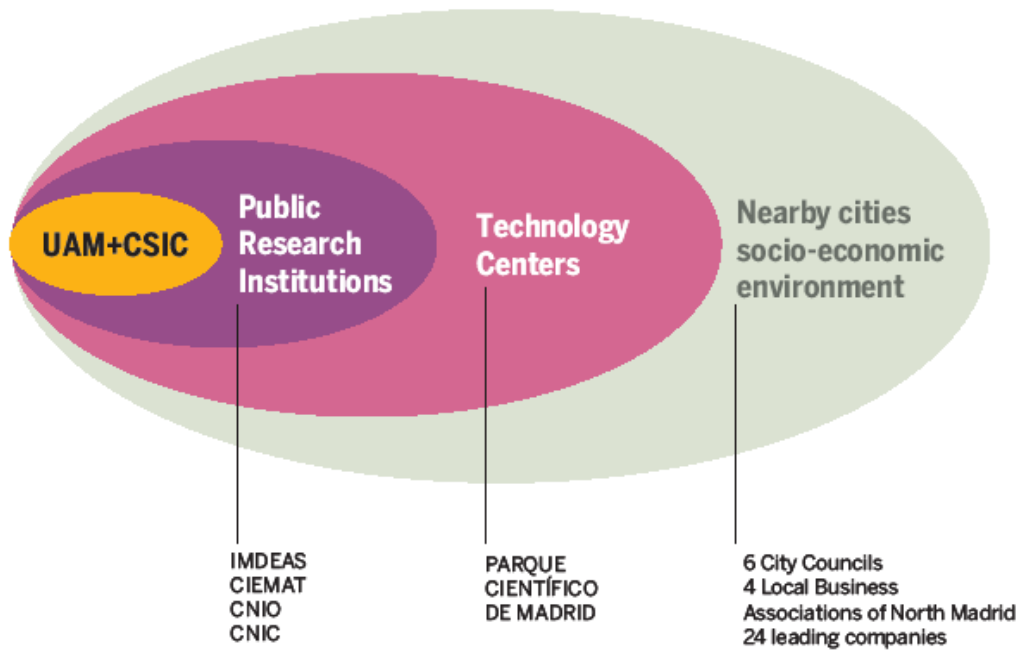 UAM+CSIC
Public
Research
Institutions
Technology
Centers
Nearby cities
socio-economic
environment
IMDEAS
CIEMAT
CNIO
CNIC
PARQUE
CIENTÍFICO
DE MADRID
6 City Councils
4 Local Business
Associations of North Madrid
24 leading companies